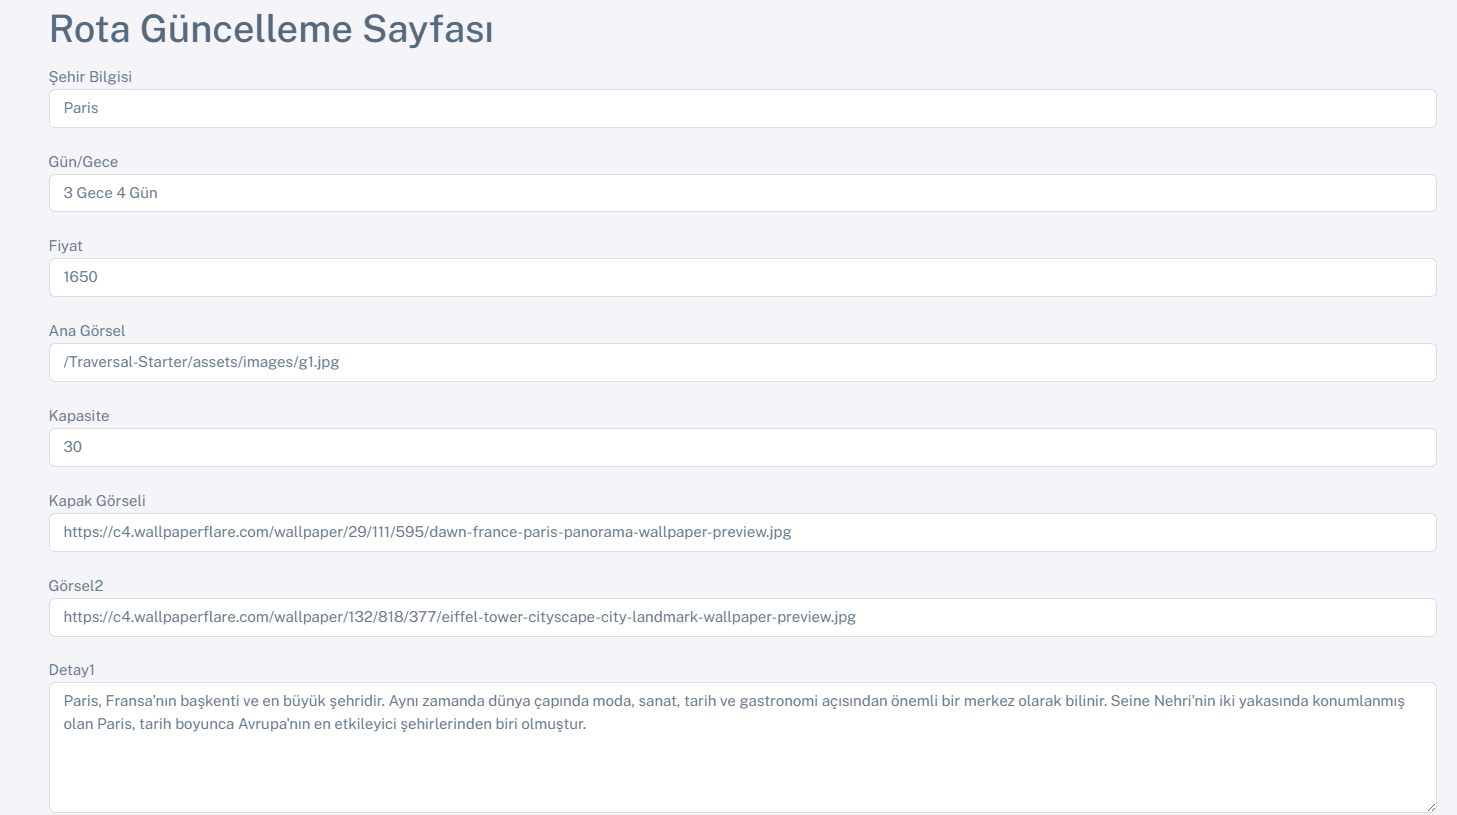 Rota Güncelleme Sayfası
Şehir Bilgisi
Paris
Gün/Gece
3 Gece 4 Gün
Fiyat
1650
Ana Görsel
/Traversal-Starter/assets/images/g1.jpg
Kapasite
30
Kapak Görseli
https://c4.wallpaperflare.com/wallpaper/29/111/595/dawn-france-paris-panorama-wallpaper-preview.jpg
Görsel2
https://c4.wallpaperflare.com/wallpaper/132/818/377/eiffel-tower-cityscape-city-landmark-wallpaper-preview.jpg
Detay1
Paris, Fransa'nın başkenti ve en büyük şehridir. Aynı zamanda dünya çapında moda, sanat, tarih ve gastronomi açısından önemli bir merkez olarak bilinir. Seine Nehri'nin iki yakasında konumlanmış
olan Paris, tarih boyunca Avrupa'nın en etkileyici şehirlerinden biri olmuştur.